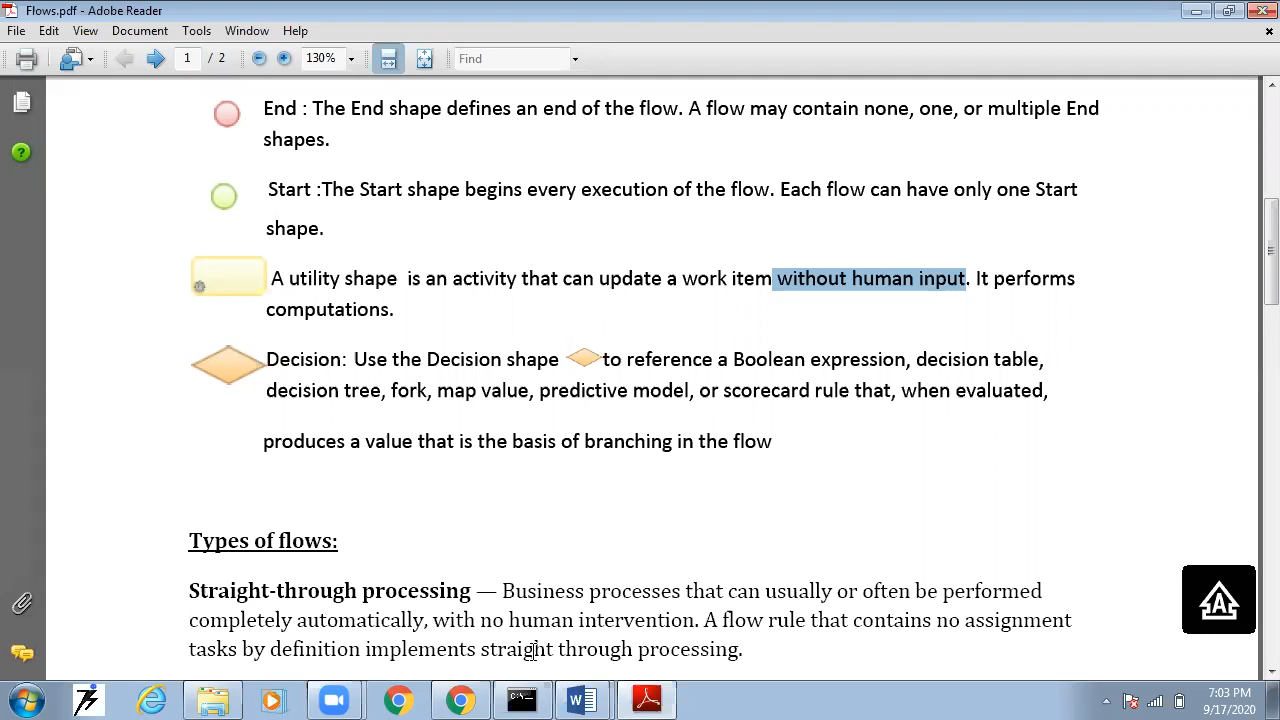 Flows.pdf - Adobe Reader
File Edit View Document Tools Window Help
1 / 2 130% Find
End : The End shape defines an end of the flow. A flow may contain none, one, or multiple End
shapes.
Start :The Start shape begins every execution of the flow. Each flow can have only one Start
shape.
A utility shape is an activity that can update a work item without human input. It performs
computations.
Decision: Use the Decision shape to reference a Boolean expression, decision table,
decision tree, fork, map value, predictive model, or scorecard rule that, when evaluated,
produces a value that is the basis of branching in the flow
Types of flows:
Straight-through processing — Business processes that can usually or often be performed
completely automatically, with no human intervention. A flow rule that contains no assignment
tasks by definition implements straight through processing.
7:03 PM
9/17/2020